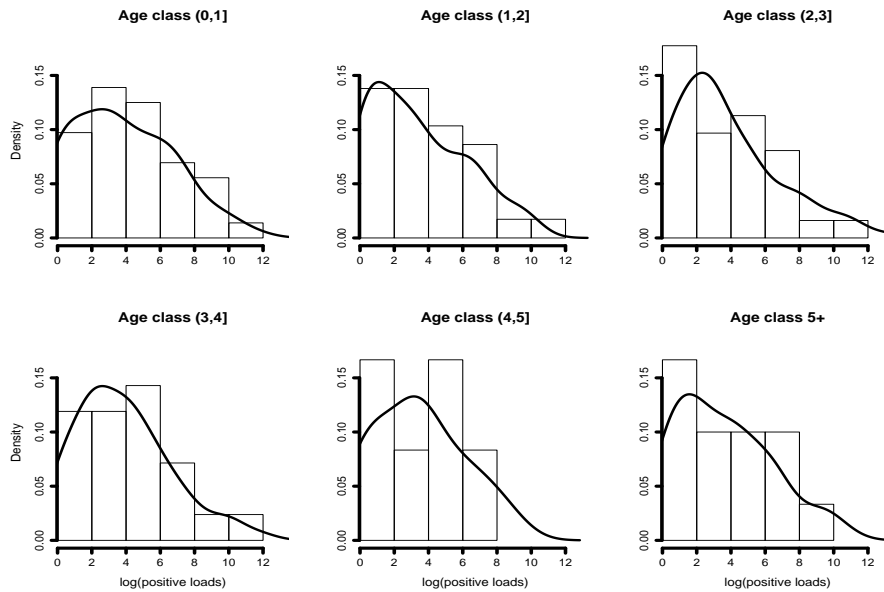 Age class (0,1]
Age class (1,2]
Age class (2,3]
Density
0.00 0.05 0.10 0.15
0 2 4 6 8 10 12
0.00 0.05 0.10 0.15
0 2 4 6 8 10 12
0.00 0.05 0.10 0.15
0 2 4 6 8 10 12
Age class (3,4]
Age class (4,5]
Age class 5+
Density
0.00 0.05 0.10 0.15
0 2 4 6 8 10 12
log(positive loads)
0.00 0.05 0.10 0.15
0 2 4 6 8 10 12
log(positive loads)
0.00 0.05 0.10 0.15
0 2 4 6 8 10 12
log(positive loads)